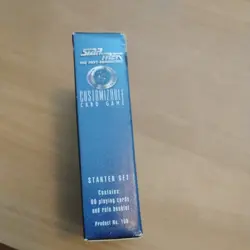 STAR TREK
THE NEXT GENERATION
CUSTOMIZABLE
CARD GAME
STARTER SET
Contains:
60 playing cards
and rule booklet
Product No. 106